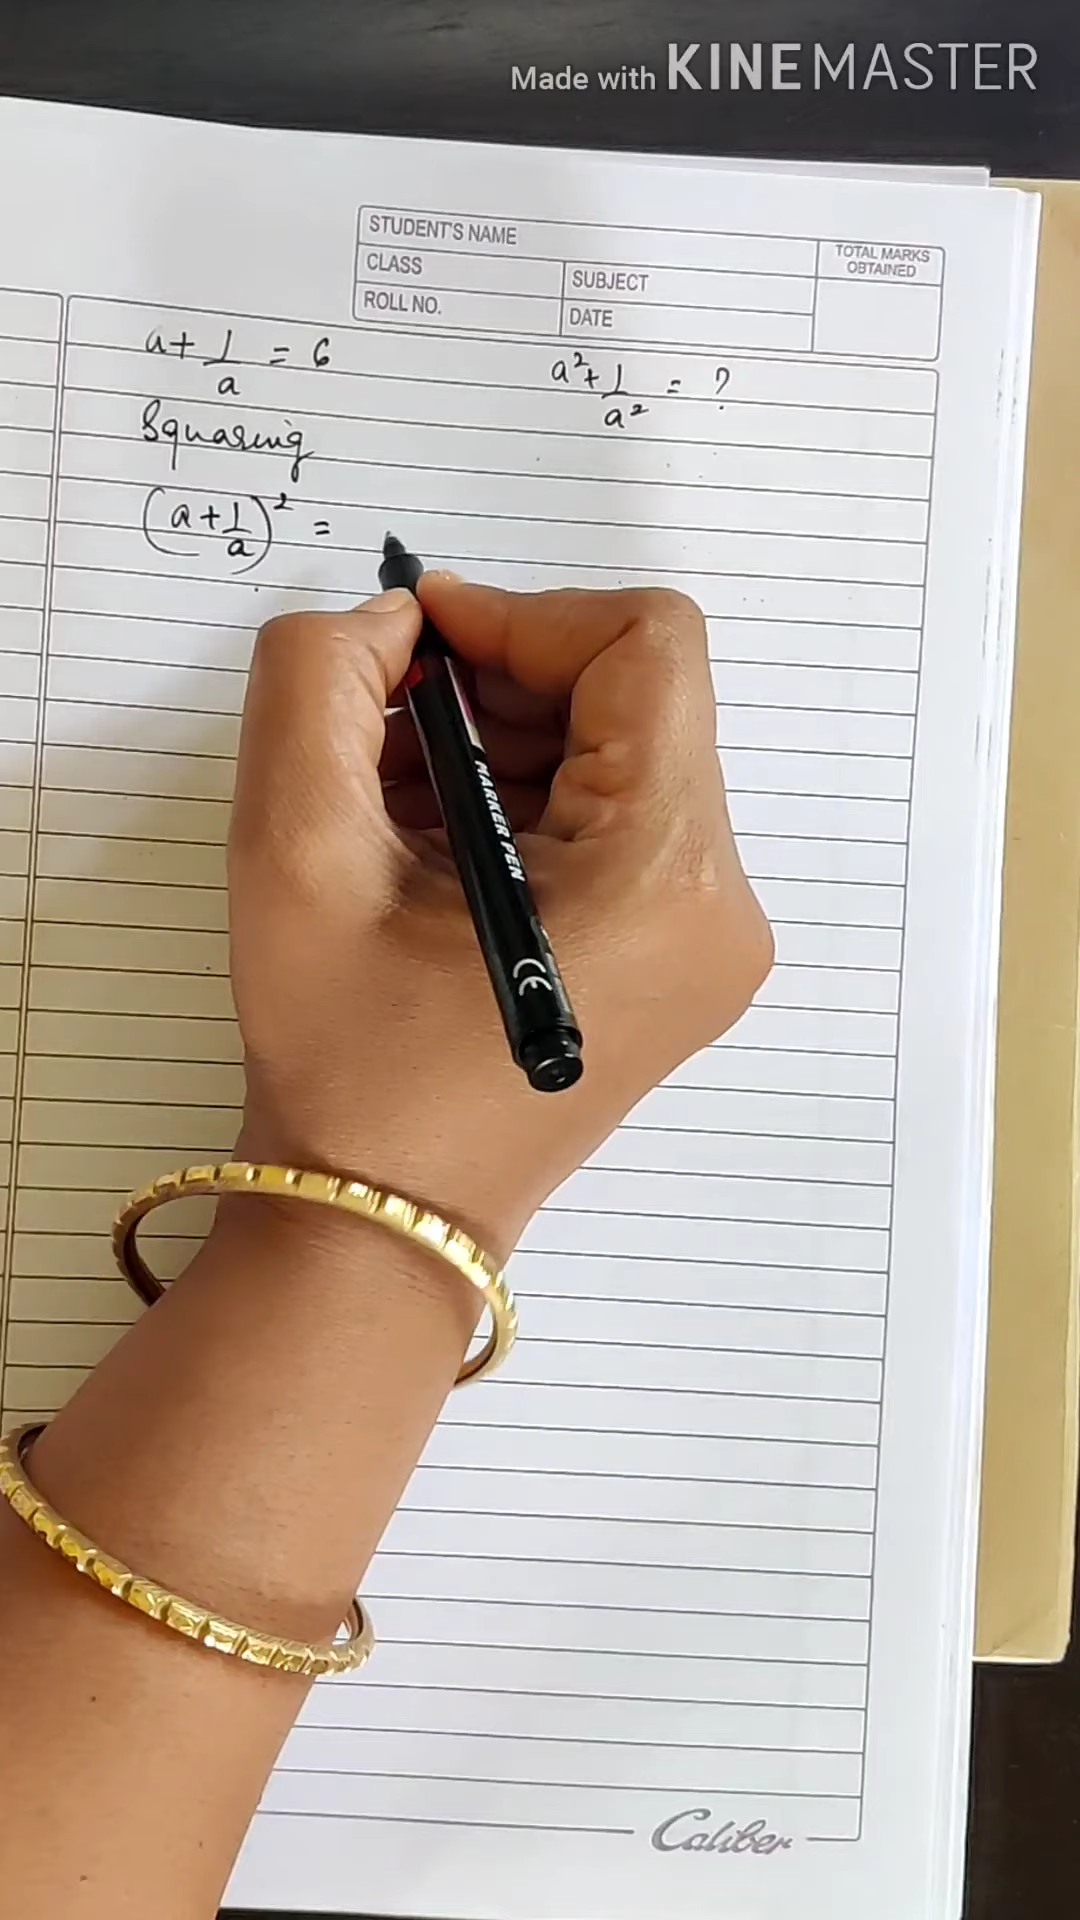 Made with KINEMASTER
STUDENT'S NAME
TOTAL MARKS OBTAINED
CLASS
SUBJECT
ROLL NO.
DATE
a + 1/a = 6
a² + 1/a² = ?
Squaring
(a + 1/a)² =
MARKER PEN
CE
Caliber